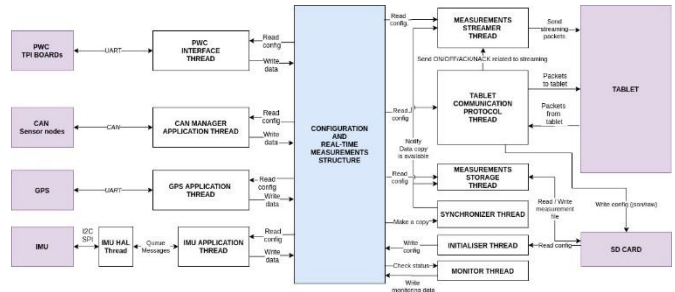 PWC
TPI BOARDs
UART
PWC
INTERFACE
THREAD
Read
config
Write
data
CAN
Sensor nodes
CAN
CAN MANAGER
APPLICATION THREAD
Read
config
Write
data
GPS
UART
GPS APPLICATION
THREAD
Read
config
Write
data
IMU
I2C
SPI
IMU HAL
Thread
Queue
Messages
IMU APPLICATION
THREAD
Read
config
Write
data
CONFIGURATION
AND
REAL-TIME
MEASUREMENTS
STRUCTURE
Read
config
MEASUREMENTS
STREAMER
THREAD
Send
streaming
packets
Send ON/OFF/ACK/NACK related to streaming
Read
config
TABLET
COMMUNICATION
PROTOCOL
THREAD
Packets
to tablet
Packets
from
tablet
TABLET
Notify
Data copy
is available
Read
config
MEASUREMENTS
STORAGE
THREAD
Read / Write
measurement
file
Write config (json/raw)
Make a copy
SYNCHRONIZER THREAD
Write
config
INITIALISER THREAD
Read config
SD CARD
Check status
MONITOR THREAD
Write
monitoring data